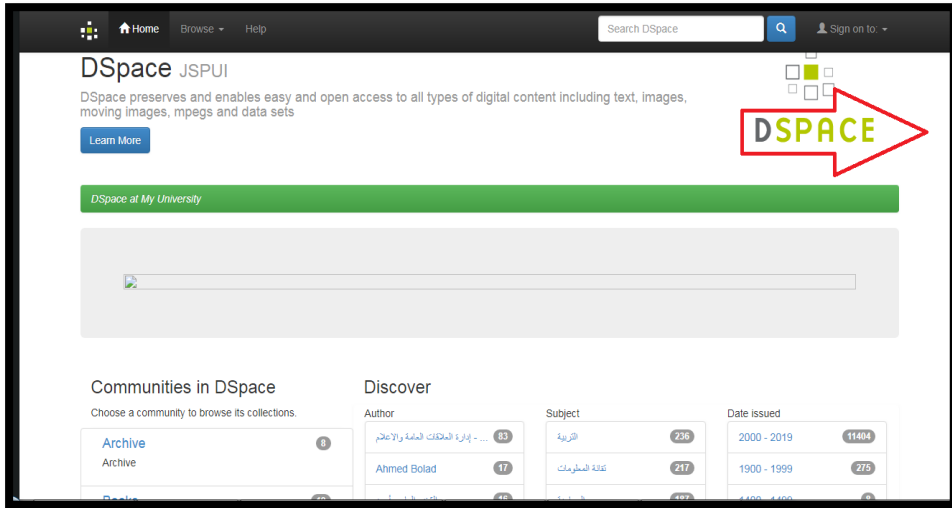 Home Browse Help Search DSpace Sign on to:
DSpace JSPUI
DSpace preserves and enables easy and open access to all types of digital content including text, images,
moving images, mpegs and data sets
Learn More
DSPACE
DSpace at My University
Communities in DSpace
Choose a community to browse its collections.
Archive 8
Archive
Discover
Author
... - إدارة العلاقات العامة والاعلام 83
Ahmed Bolad 17
Subject
التربية 236
تقانة المعلومات 217
Date issued
2000 - 2019 11404
1900 - 1999 275